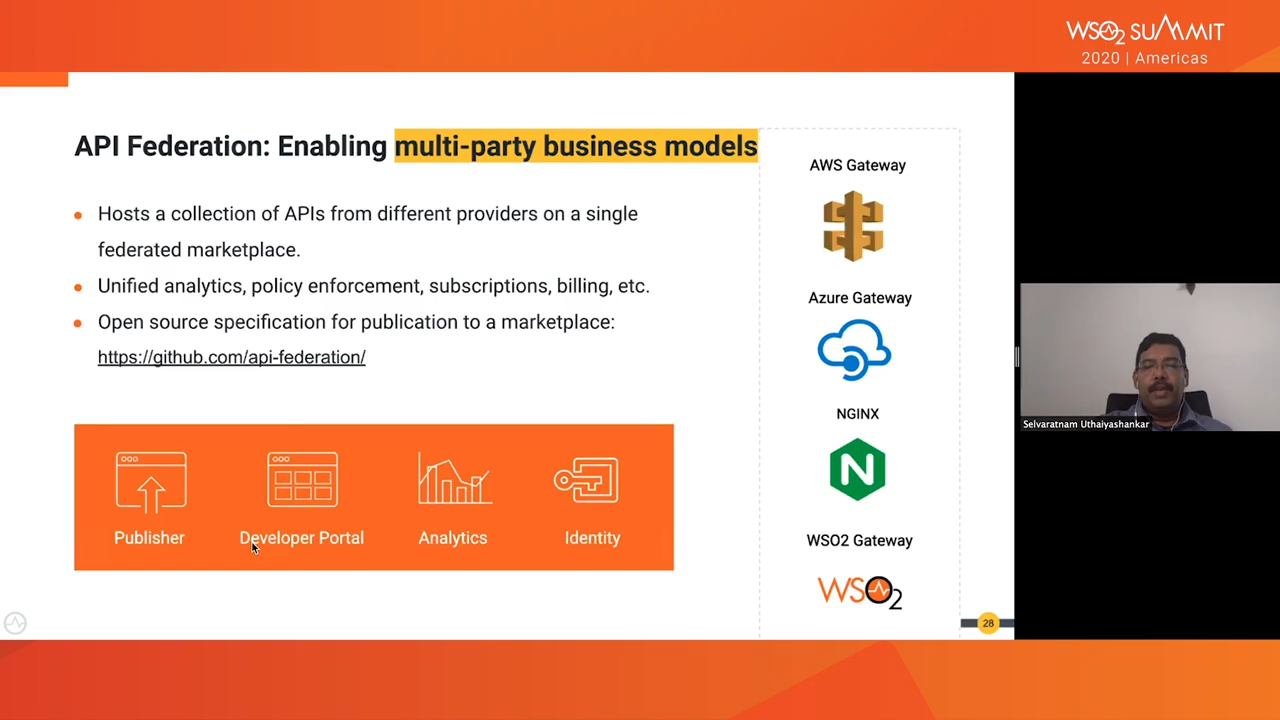 WSO2 SUMMIT
2020 | Americas
API Federation: Enabling multi-party business models
Hosts a collection of APIs from different providers on a single
federated marketplace.
Unified analytics, policy enforcement, subscriptions, billing, etc.
Open source specification for publication to a marketplace:
https://github.com/api-federation/
Publisher
Developer Portal
Analytics
Identity
AWS Gateway
Azure Gateway
NGINX
N
WSO2 Gateway
WSO2
28
Selvaratnam Uthaiyashankar